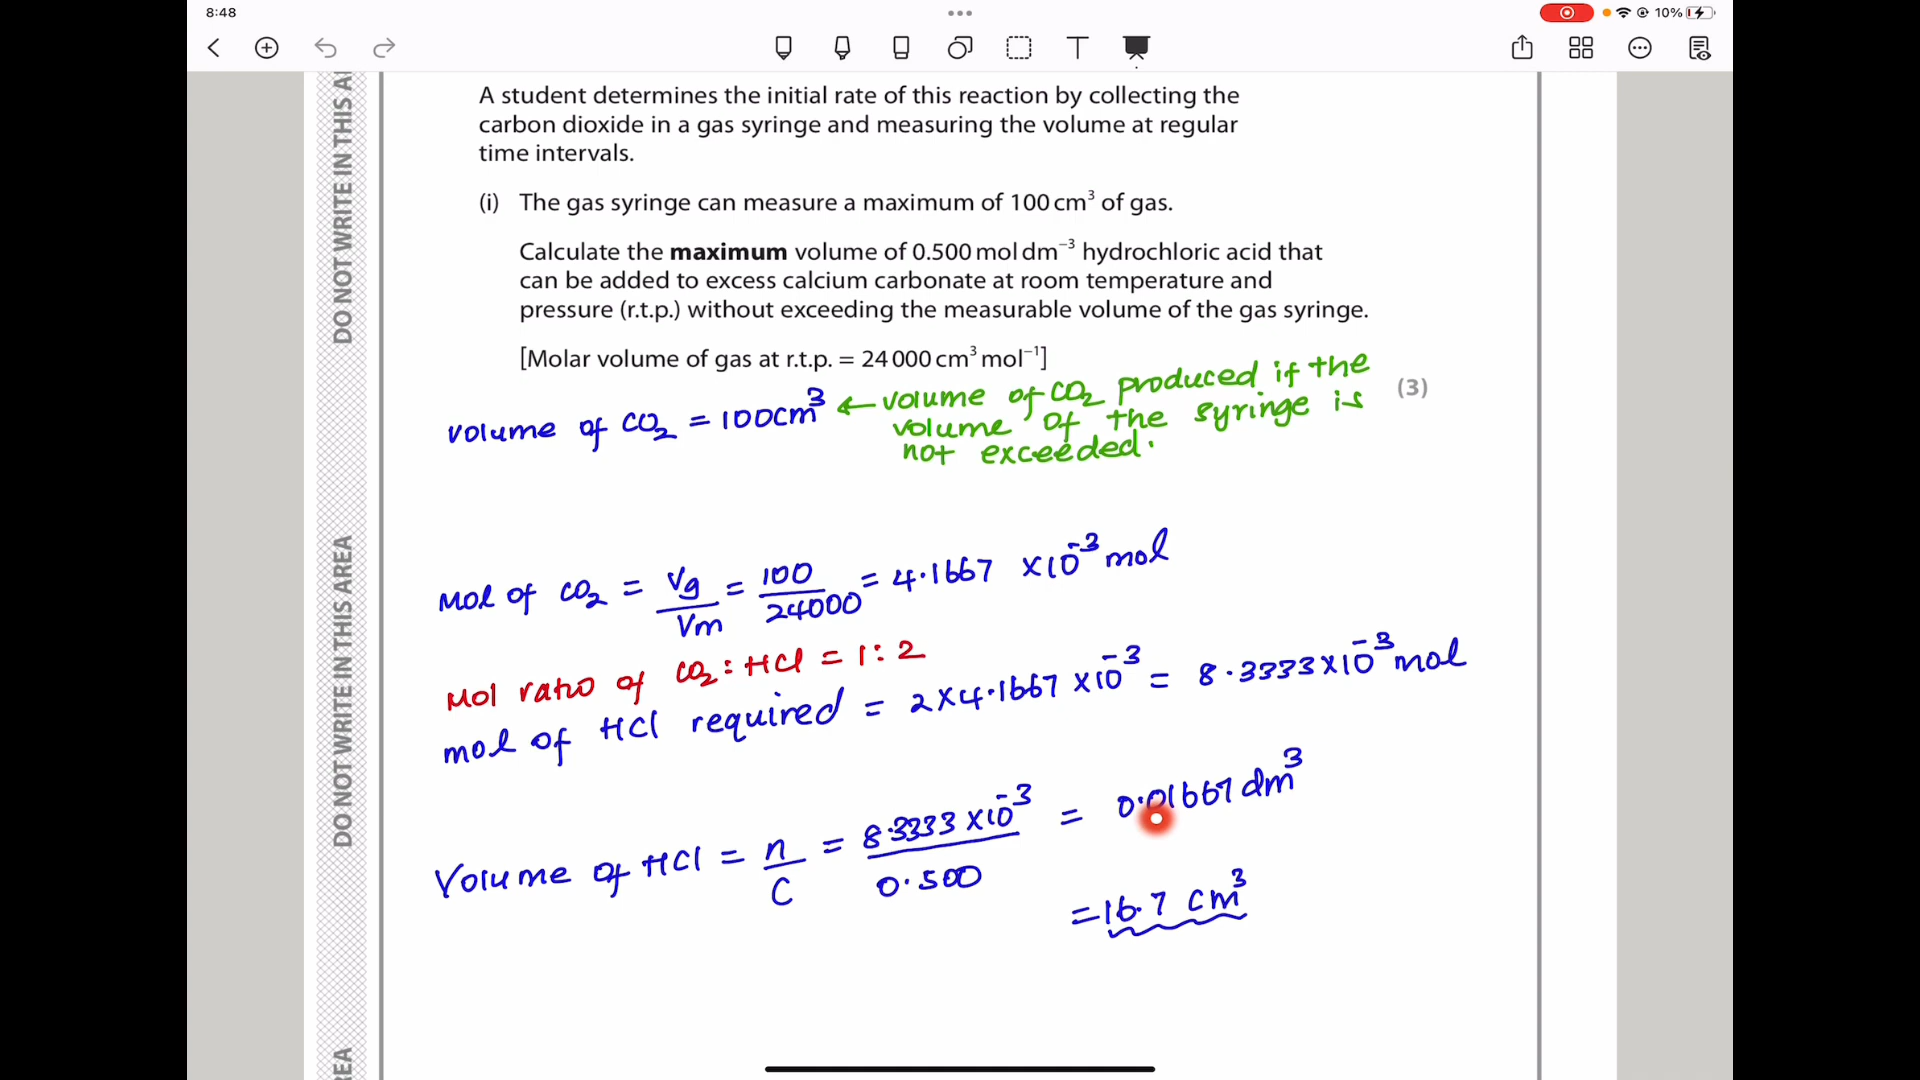 8:48
10%
A student determines the initial rate of this reaction by collecting the
carbon dioxide in a gas syringe and measuring the volume at regular
time intervals.
(i) The gas syringe can measure a maximum of 100 cm³ of gas.
Calculate the maximum volume of 0.500 mol dm⁻³ hydrochloric acid that
can be added to excess calcium carbonate at room temperature and
pressure (r.t.p.) without exceeding the measurable volume of the gas syringe.
[Molar volume of gas at r.t.p. = 24 000 cm³ mol⁻¹]
(3)
volume of CO₂ = 100cm³ ← volume of CO₂ produced if the
volume of the syringe is
not exceeded.
Mol of CO₂ = Vg/Vm = 100/24000 = 4.1667 ×10⁻³ mol
Mol ratio of CO₂ : HCl = 1 : 2
mol of HCl required = 2×4.1667 ×10⁻³ = 8.3333×10⁻³ mol
Volume of HCl = n/C = 8.3333 ×10⁻³/0.500 = 0.01667 dm³
= 16.7 cm³
DO NOT WRITE IN THIS A
DO NOT WRITE IN THIS AREA
REA